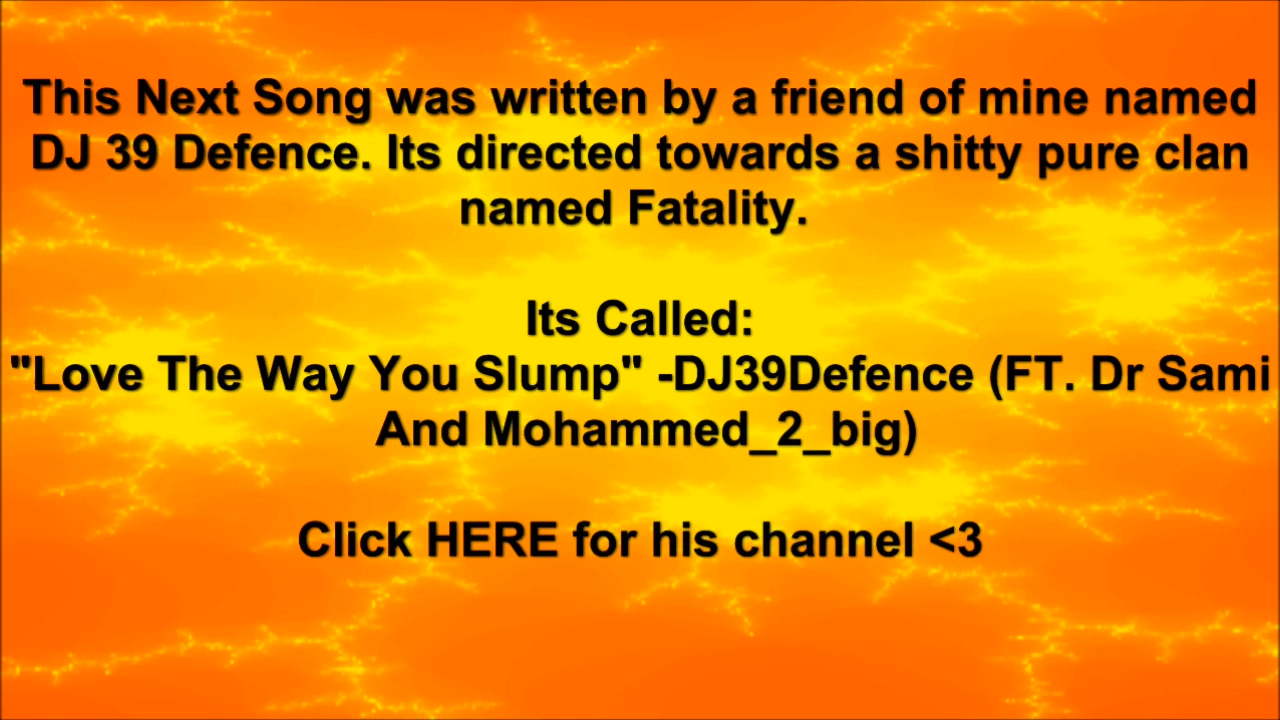 This Next Song was written by a friend of mine named
DJ 39 Defence. Its directed towards a shitty pure clan
named Fatality.
Its Called:
"Love The Way You Slump" -DJ39Defence (FT. Dr Sami
And Mohammed_2_big)
Click HERE for his channel <3